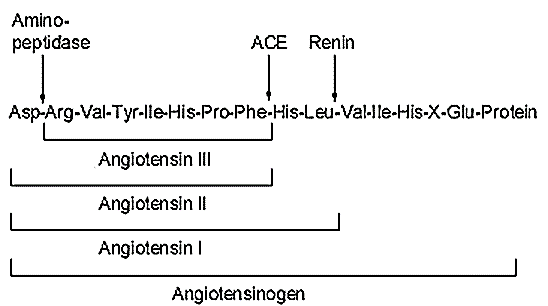 Amino-
peptidase ACE Renin
Asp-Arg-Val-Tyr-Ile-His-Pro-Phe-His-Leu-Val-Ile-His-X-Glu-Protein
Angiotensin III
Angiotensin II
Angiotensin I
Angiotensinogen